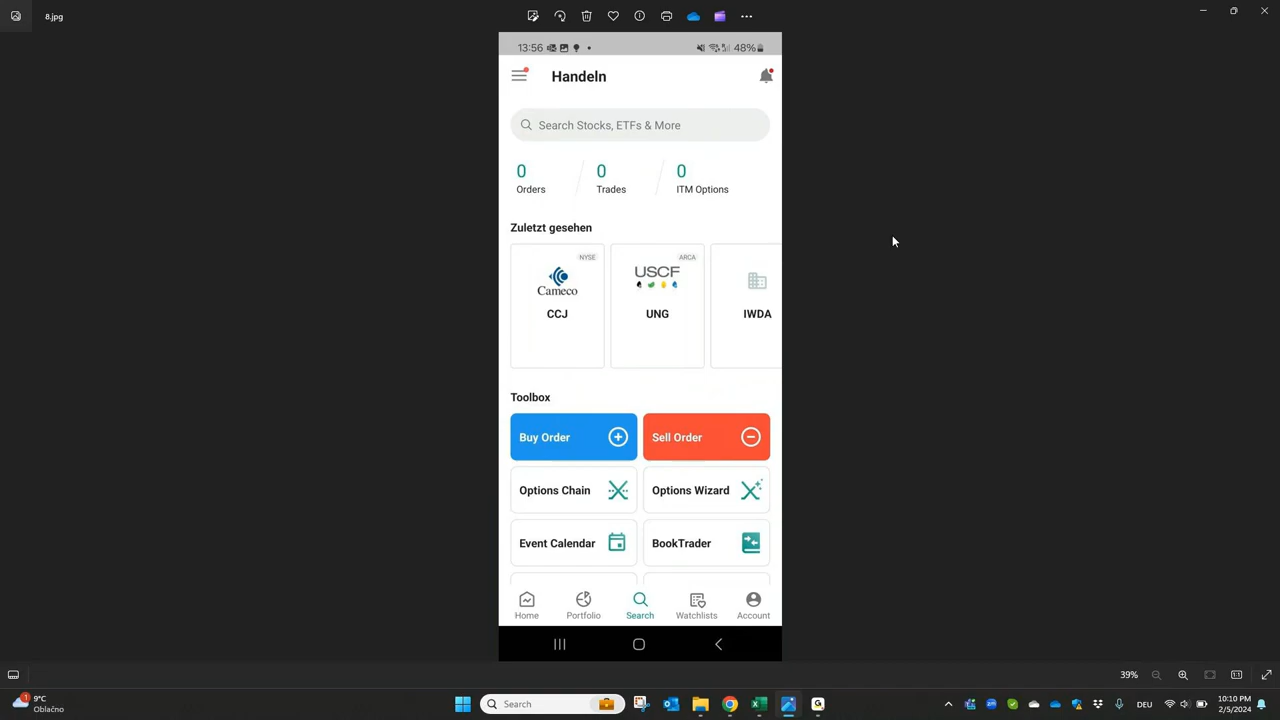 8.jpg
13:56
48%
Handeln
Search Stocks, ETFs & More
0 0 0
Orders Trades ITM Options
Zuletzt gesehen
NYSE ARCA
Cameco USCF
CCJ UNG IWDA
Toolbox
Buy Order Sell Order
Options Chain Options Wizard
Event Calendar BookTrader
Home Portfolio Search Watchlists Account
39%
1 9°C
Oblačno
Search
10:10 PM
2/5/2024